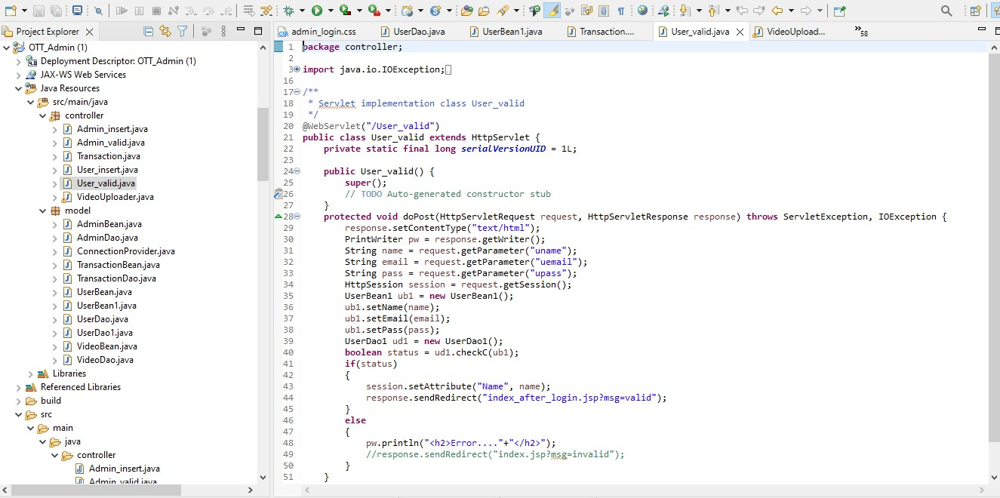 Project Explorer
OTT_Admin (1)
Deployment Descriptor: OTT_Admin (1)
JAX-WS Web Services
Java Resources
src/main/java
controller
Admin_insert.java
Admin_valid.java
Transaction.java
User_insert.java
User_valid.java
VideoUploader.java
model
AdminBean.java
AdminDao.java
ConnectionProvider.java
TransactionBean.java
TransactionDao.java
UserBean.java
UserBean1.java
UserDao.java
UserDao1.java
VideoBean.java
VideoDao.java
Libraries
Referenced Libraries
build
src
main
java
controller
Admin_insert.java
Admin_valid.java
admin_login.css UserDao.java UserBean1.java Transaction.... User_valid.java VideoUpload... »58
1 package controller;
2
3 import java.io.IOException;
16
17 /**
18 * Servlet implementation class User_valid
19 */
20 @WebServlet("/User_valid")
21 public class User_valid extends HttpServlet {
22 private static final long serialVersionUID = 1L;
23
24 public User_valid() {
25 super();
26 // TODO Auto-generated constructor stub
27 }
28 protected void doPost(HttpServletRequest request, HttpServletResponse response) throws ServletException, IOException {
29 response.setContentType("text/html");
30 PrintWriter pw = response.getWriter();
31 String name = request.getParameter("uname");
32 String email = request.getParameter("uemail");
33 String pass = request.getParameter("upass");
34 HttpSession session = request.getSession();
35 UserBean1 ub1 = new UserBean1();
36 ub1.setName(name);
37 ub1.setEmail(email);
38 ub1.setPass(pass);
39 UserDao1 ud1 = new UserDao1();
40 boolean status = ud1.checkC(ub1);
41 if(status)
42 {
43 session.setAttribute("Name", name);
44 response.sendRedirect("index_after_login.jsp?msg=valid");
45 }
46 else
47 {
48 pw.println("<h2>Error...."+"</h2>");
49 //response.sendRedirect("index.jsp?msg=invalid");
50 }
51 }